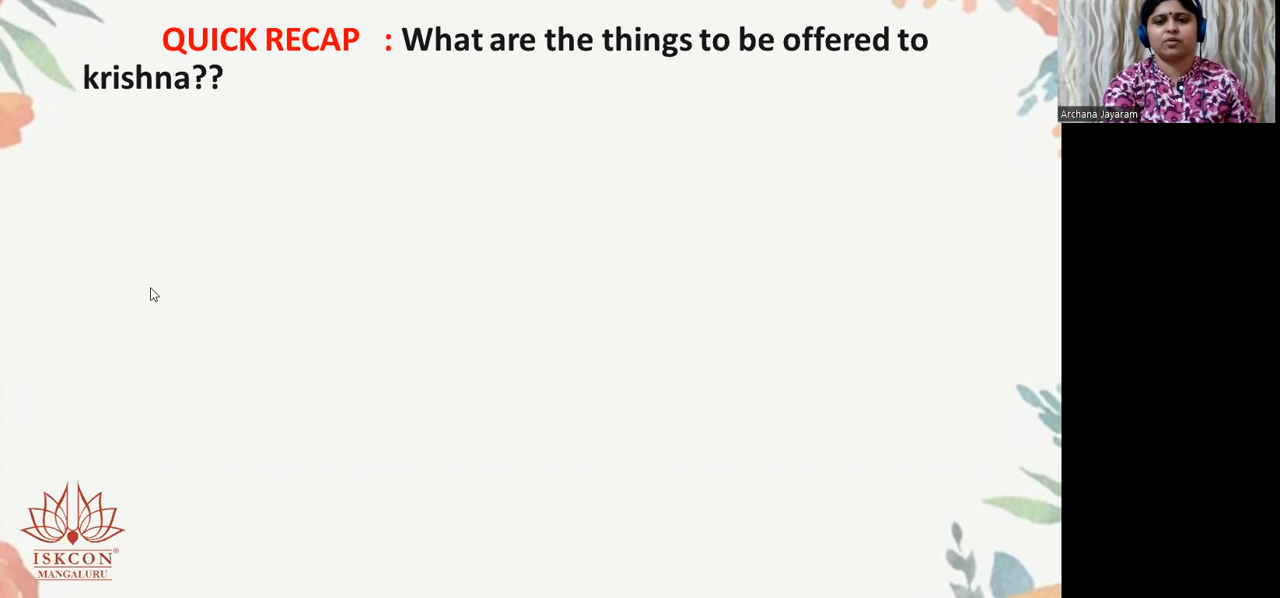 QUICK RECAP : What are the things to be offered to
krishna??
Archana Jayaram
ISKCON®
MANGALURU